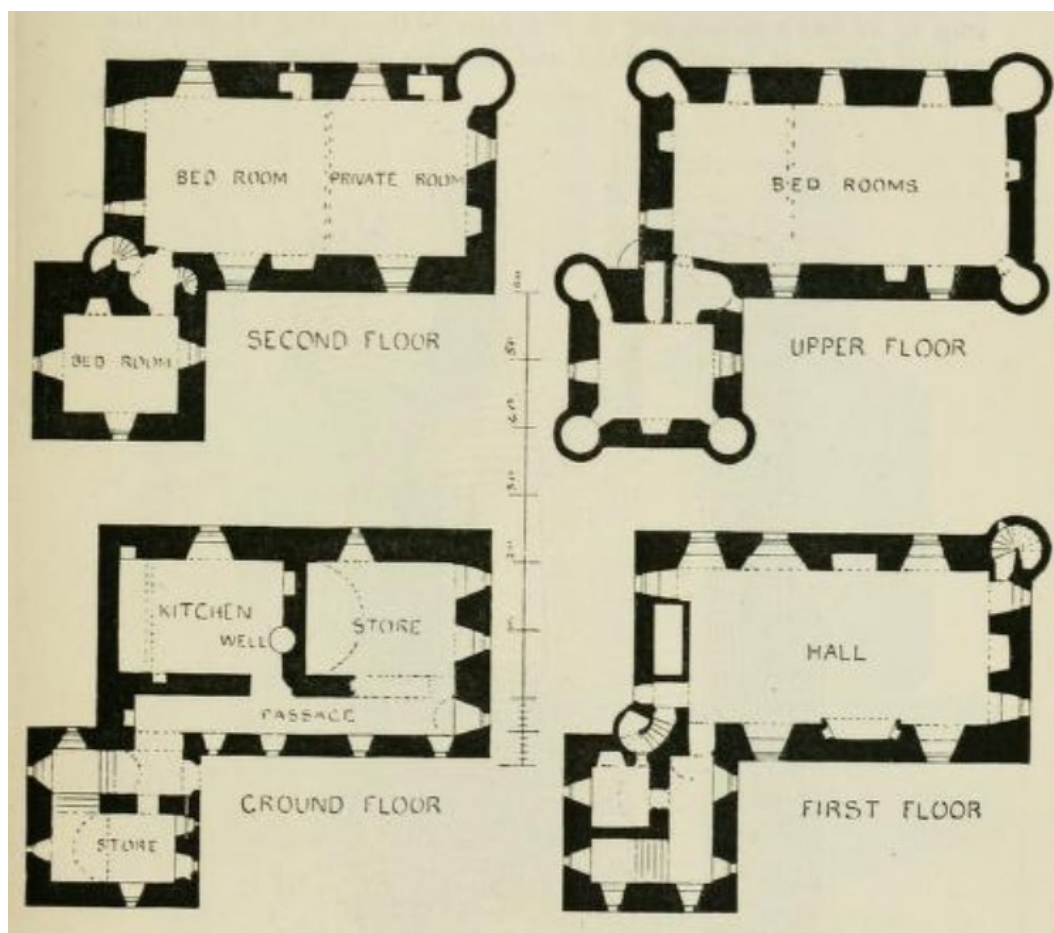 BED ROOM
PRIVATE ROOM
BED ROOM
SECOND FLOOR
BED ROOMS
UPPER FLOOR
KITCHEN
WELL
STORE
PASSAGE
STORE
GROUND FLOOR
HALL
FIRST FLOOR